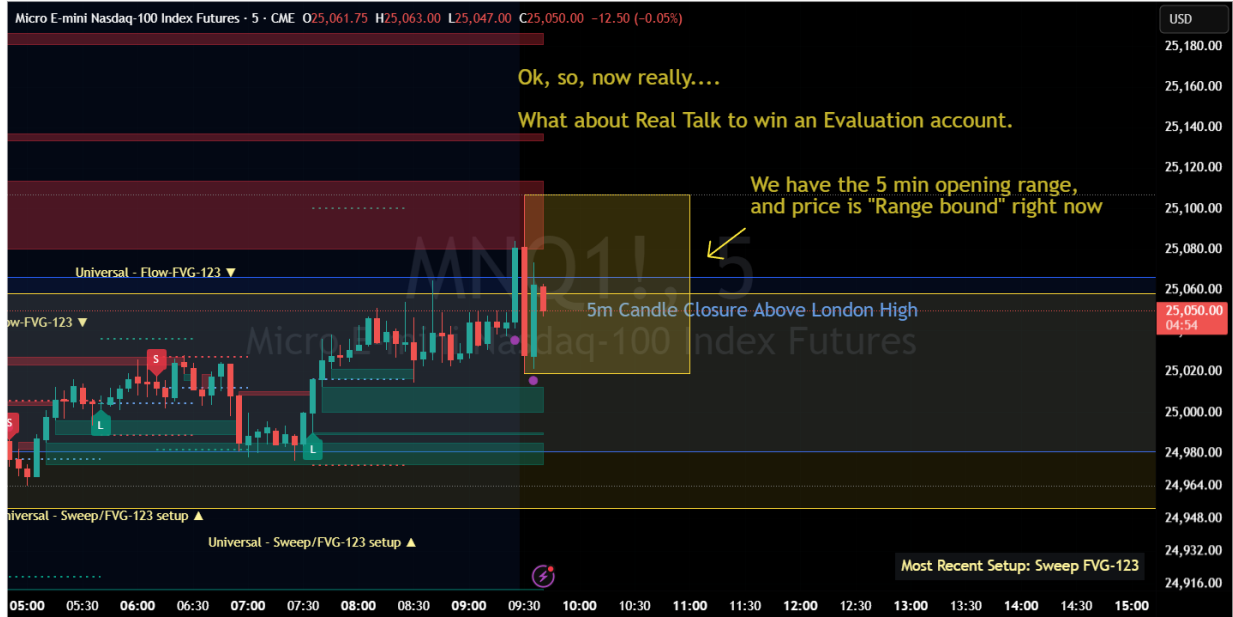 Micro E-mini Nasdaq-100 Index Futures · 5 · CME O25,061.75 H25,063.00 L25,047.00 C25,050.00 −12.50 (−0.05%)
USD
25,180.00
Ok, so, now really....
25,160.00
What about Real Talk to win an Evaluation account.
25,140.00
25,120.00
We have the 5 min opening range,
and price is "Range bound" right now
25,100.00
25,080.00
MNQ1!, 5
Universal - Flow-FVG-123 ▼
25,060.00
5m Candle Closure Above London High
25,050.00
04:54
ow-FVG-123 ▼
Micro E-mini Nasdaq-100 Index Futures
S
25,020.00
25,000.00
S
L
L
24,980.00
24,964.00
niversal - Sweep/FVG-123 setup ▲
24,948.00
Universal - Sweep/FVG-123 setup ▲
24,932.00
Most Recent Setup: Sweep FVG-123
24,916.00
05:00 05:30 06:00 06:30 07:00 07:30 08:00 08:30 09:00 09:30 10:00 10:30 11:00 11:30 12:00 12:30 13:00 13:30 14:00 14:30 15:00